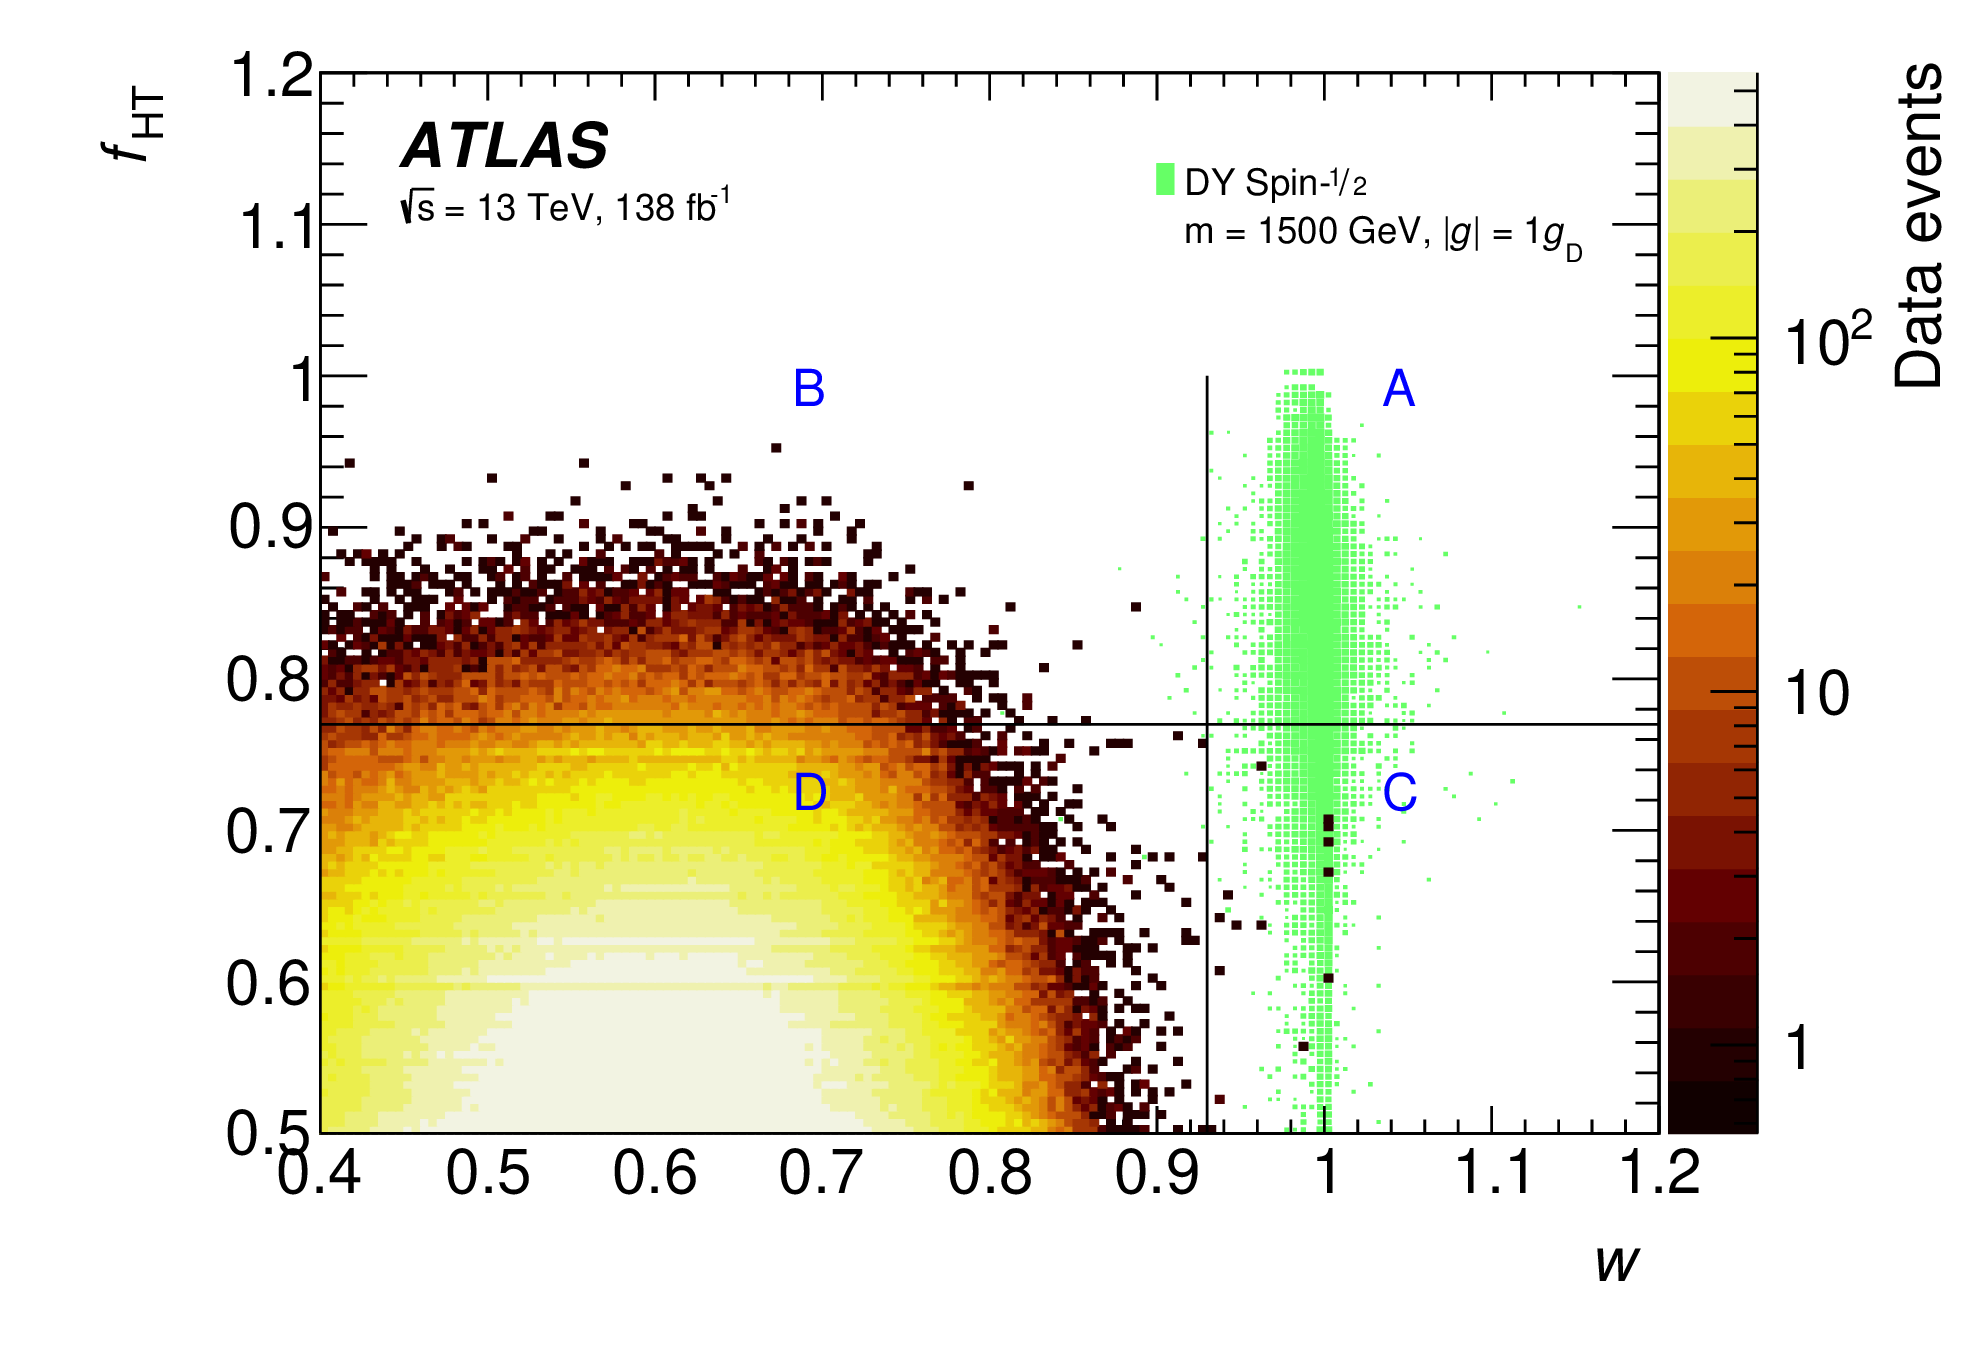 f_HT
1.2
1.1
1
0.9
0.8
0.7
0.6
0.5
ATLAS
√s = 13 TeV, 138 fb⁻¹
DY Spin-1/2
m = 1500 GeV, |g| = 1g_D
B
A
D
C
0.4 0.5 0.6 0.7 0.8 0.9 1 1.1 1.2
w
10²
10
1
Data events